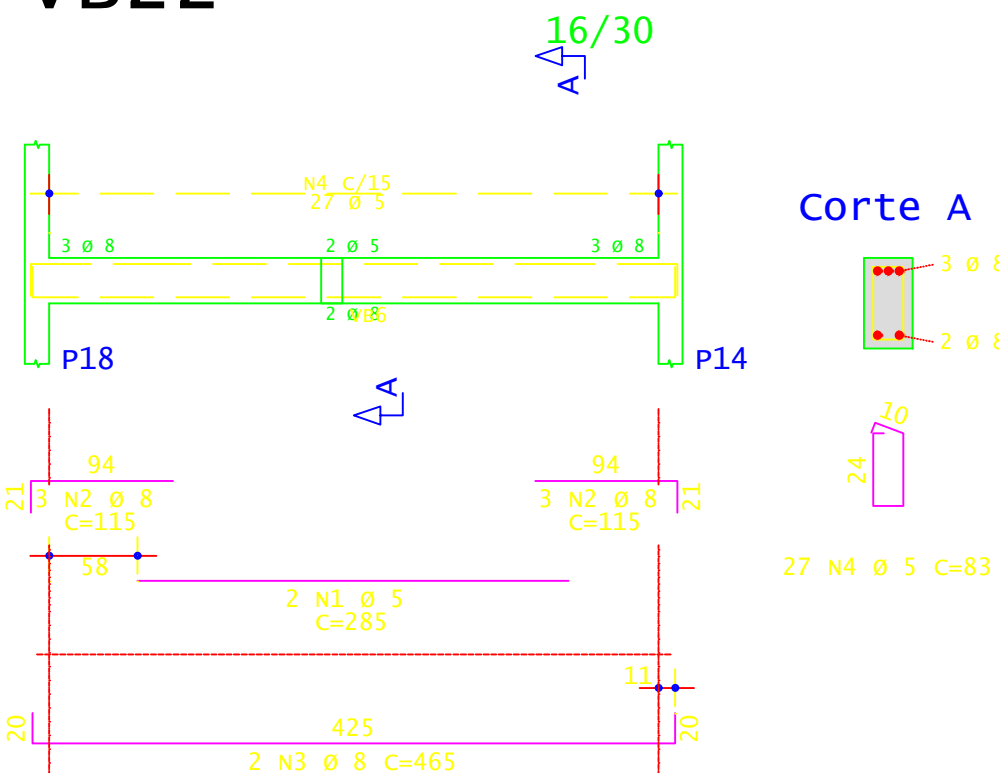 16/30
A
N4 C/15
27 Ø 5
Corte A
3 Ø 8
2 Ø 5
3 Ø 8
3 Ø 8
2 Ø 8
VB6
2 Ø 8
P18
P14
A
10
24
94
94
21
3 N2 Ø 8
3 N2 Ø 8
21
C=115
C=115
58
27 N4 Ø 5 C=83
2 N1 Ø 5
C=285
11
20
425
20
2 N3 Ø 8 C=465